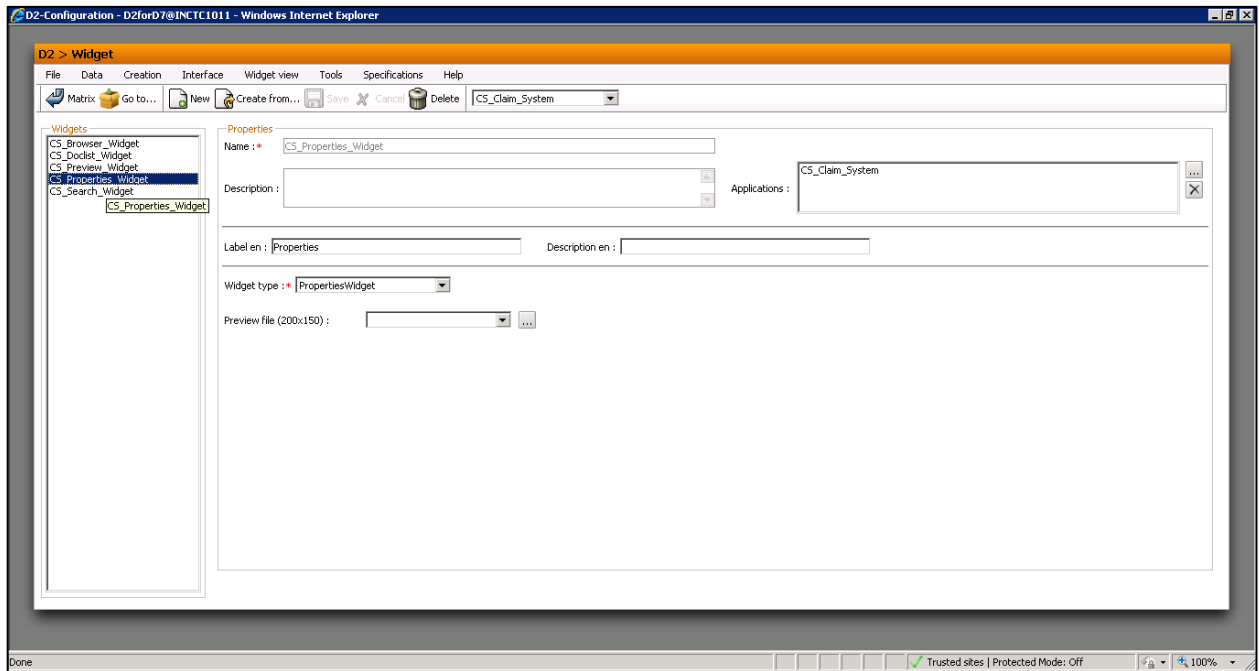 D2-Configuration - D2forD7@INCTC1011 - Windows Internet Explorer
D2 > Widget
File Data Creation Interface Widget view Tools Specifications Help
Matrix Go to... New Create from... Save Cancel Delete CS_Claim_System
Widgets
CS_Browser_Widget
CS_Doclist_Widget
CS_Preview_Widget
CS_Properties_Widget
CS_Search_Widget
CS_Properties_Widget
Properties
Name :* CS_Properties_Widget
Description :
Applications : CS_Claim_System
...
Label en : Properties Description en :
Widget type :* PropertiesWidget
Preview file (200x150) : ...
Done Trusted sites | Protected Mode: Off 100%